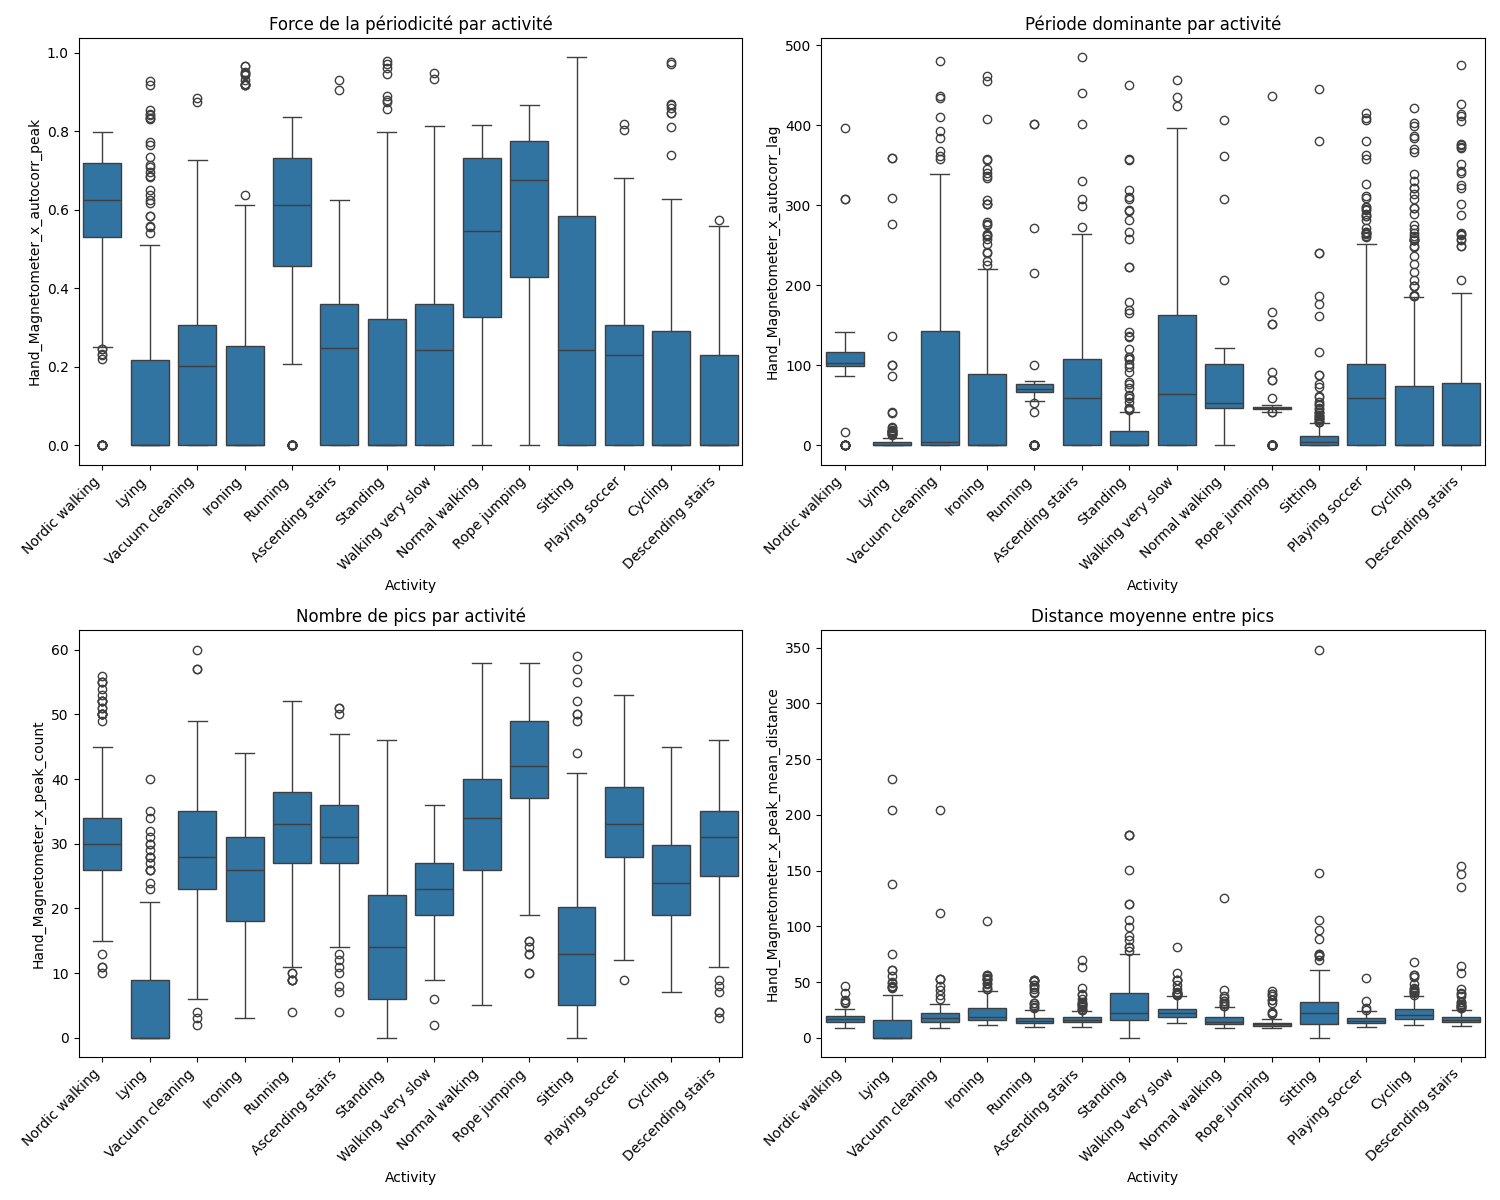 Force de la périodicité par activité
Hand_Magnetometer_x_autocorr_peak
1.0
0.8
0.6
0.4
0.2
0.0
Nordic walking
Lying
Vacuum cleaning
Ironing
Running
Ascending stairs
Standing
Walking very slow
Normal walking
Rope jumping
Sitting
Playing soccer
Cycling
Descending stairs
Activity
Période dominante par activité
Hand_Magnetometer_x_autocorr_lag
500
400
300
200
100
0
Nordic walking
Lying
Vacuum cleaning
Ironing
Running
Ascending stairs
Standing
Walking very slow
Normal walking
Rope jumping
Sitting
Playing soccer
Cycling
Descending stairs
Activity
Nombre de pics par activité
Hand_Magnetometer_x_peak_count
60
50
40
30
20
10
0
Nordic walking
Lying
Vacuum cleaning
Ironing
Running
Ascending stairs
Standing
Walking very slow
Normal walking
Rope jumping
Sitting
Playing soccer
Cycling
Descending stairs
Activity
Distance moyenne entre pics
Hand_Magnetometer_x_peak_mean_distance
350
300
250
200
150
100
50
0
Nordic walking
Lying
Vacuum cleaning
Ironing
Running
Ascending stairs
Standing
Walking very slow
Normal walking
Rope jumping
Sitting
Playing soccer
Cycling
Descending stairs
Activity